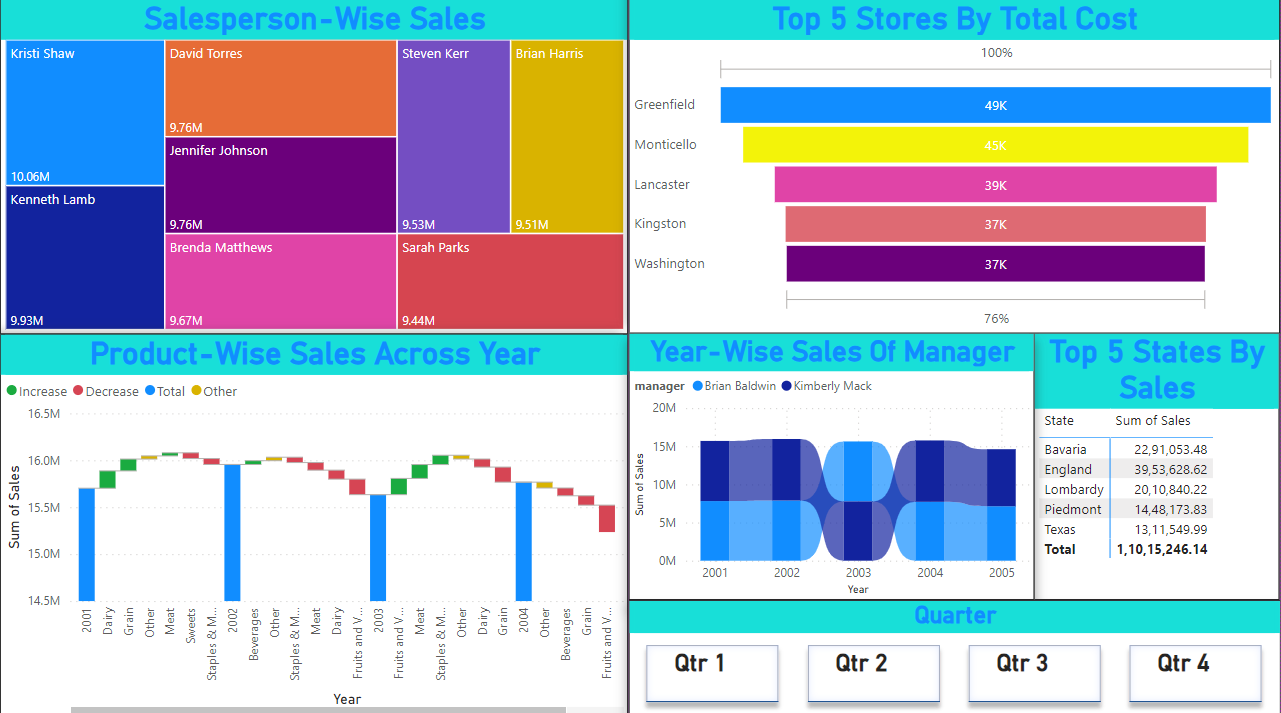 Salesperson-Wise Sales
Kristi Shaw
10.06M
Kenneth Lamb
9.93M
David Torres
9.76M
Jennifer Johnson
9.76M
Brenda Matthews
9.67M
Steven Kerr
9.53M
Brian Harris
9.51M
Sarah Parks
9.44M
Top 5 Stores By Total Cost
100%
Greenfield 49K
Monticello 45K
Lancaster 39K
Kingston 37K
Washington 37K
76%
Product-Wise Sales Across Year
Increase Decrease Total Other
Sum of Sales
16.5M
16.0M
15.5M
15.0M
14.5M
2001
Dairy
Grain
Other
Meat
Sweets
Staples & M...
2002
Beverages
Other
Staples & M...
Meat
Dairy
Fruits and V...
2003
Fruits and V...
Meat
Staples & M...
Other
Dairy
Grain
2004
Other
Beverages
Grain
Fruits and V...
Year
Year-Wise Sales Of Manager
manager Brian Baldwin Kimberly Mack
Sum of Sales
20M
15M
10M
5M
0M
2001 2002 2003 2004 2005
Year
Top 5 States By
Sales
State Sum of Sales
Bavaria 22,91,053.48
England 39,53,628.62
Lombardy 20,10,840.22
Piedmont 14,48,173.83
Texas 13,11,549.99
Total 1,10,15,246.14
Quarter
Qtr 1 Qtr 2 Qtr 3 Qtr 4